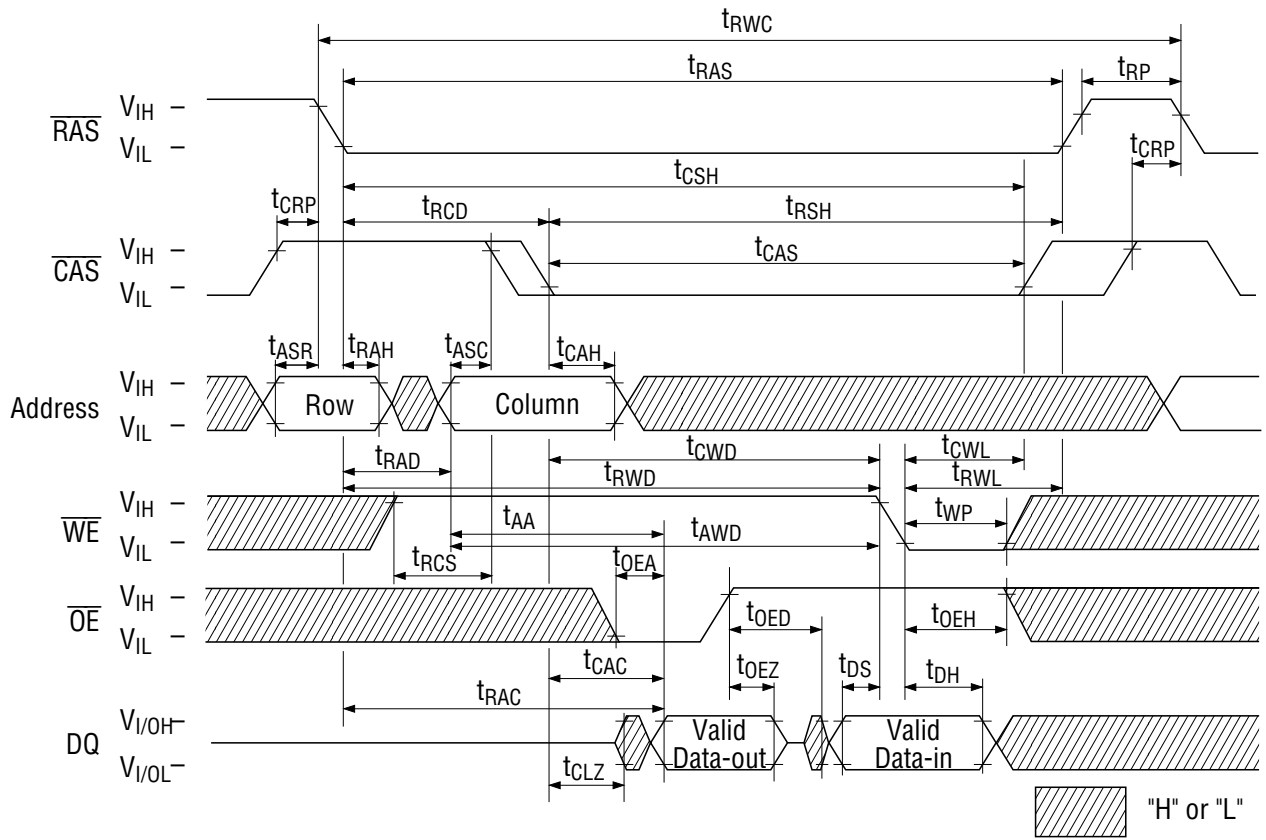 tRWC
tRAS
tRP
RAS
VIH
VIL
tCRP
tCSH
tCRP
tRCD
tRSH
CAS
VIH
VIL
tCAS
tASR
tRAH
tASC
tCAH
Address
VIH
VIL
Row
Column
tCWD
tCWL
tRAD
tRWD
tRWL
WE
VIH
VIL
tWP
tAA
tAWD
tRCS
tOEA
OE
VIH
VIL
tOED
tOEH
tCAC
tOEZ
tDS
tDH
tRAC
DQ
VI/OH
VI/OL
Valid
Data-out
Valid
Data-in
tCLZ
"H" or "L"